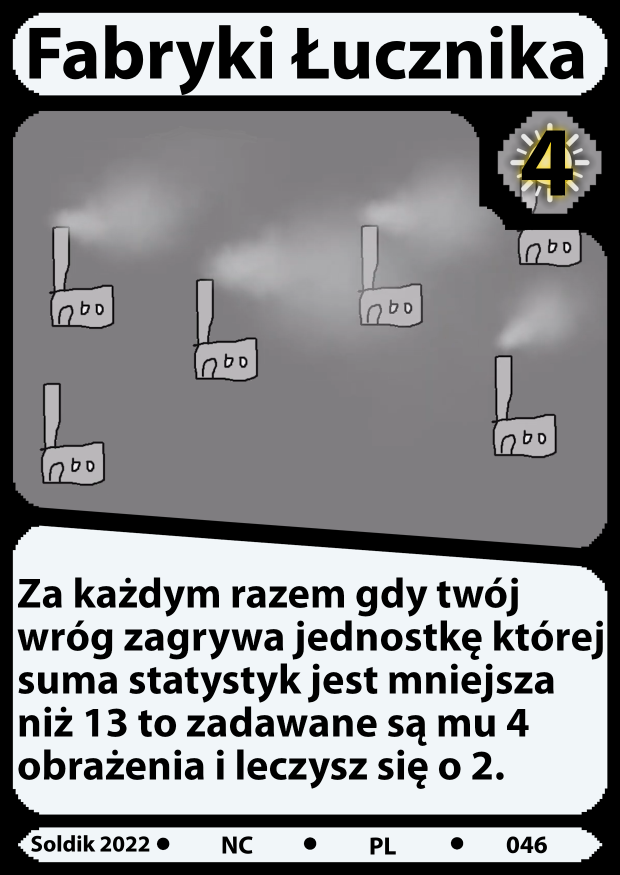 Fabryki Łucznika
4
Za każdym razem gdy twój
wróg zagrywa jednostkę której
suma statystyk jest mniejsza
niż 13 to zadawane są mu 4
obrażenia i leczysz się o 2.
Soldik 2022 • NC • PL • 046